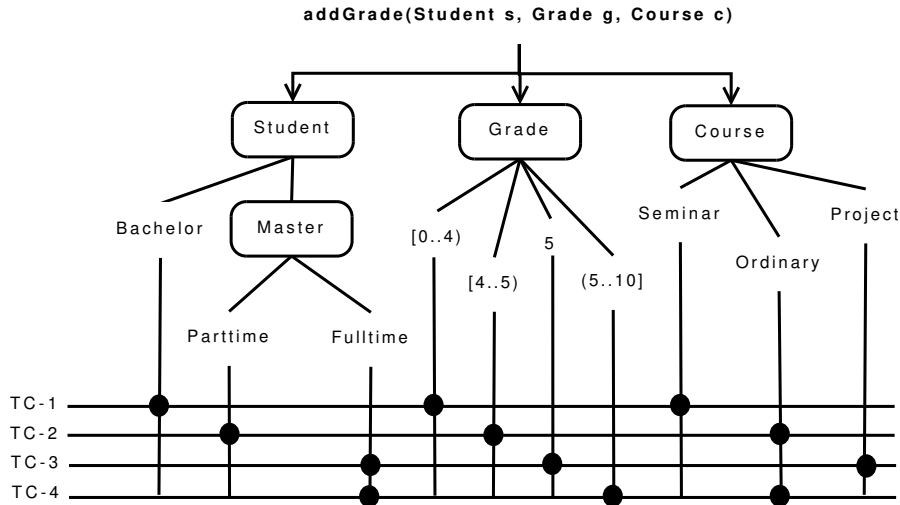 addGrade(Student s, Grade g, Course c)
Student
Grade
Course
Bachelor
Master
[0..4)
[4..5)
5
(5..10]
Seminar
Ordinary
Project
Parttime
Fulltime
TC-1
TC-2
TC-3
TC-4